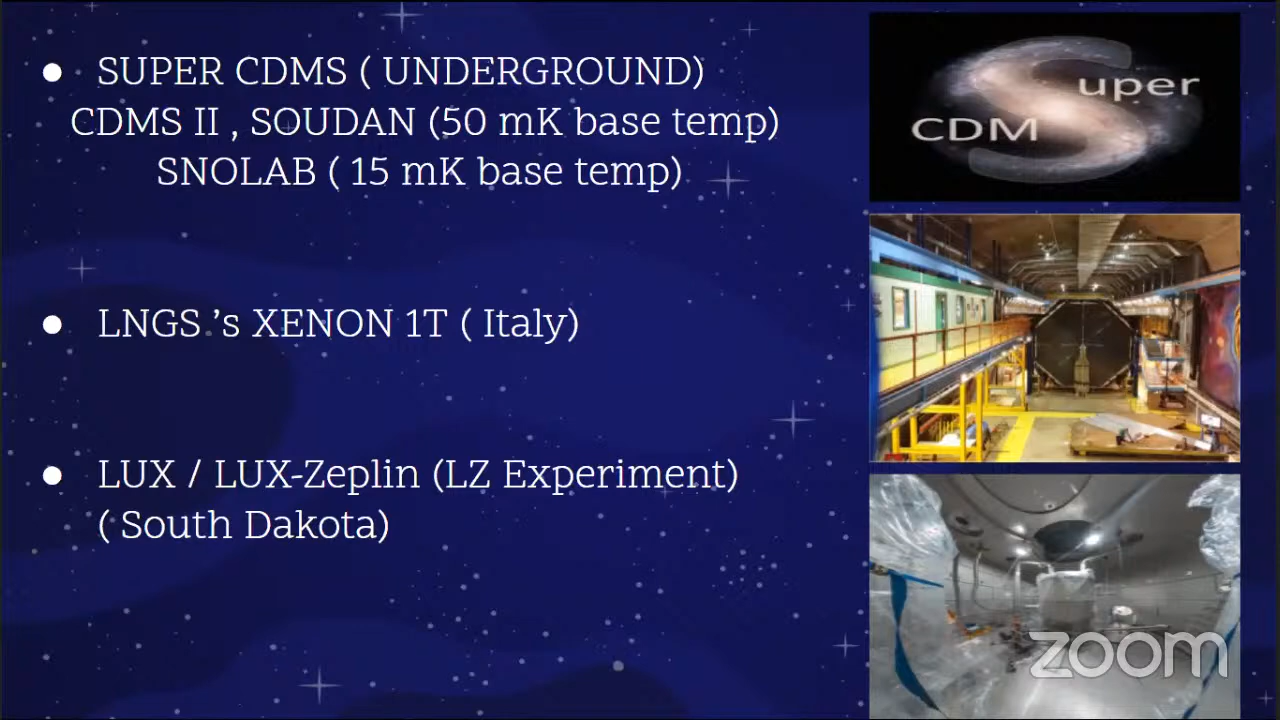 ● SUPER CDMS ( UNDERGROUND)
CDMS II , SOUDAN (50 mK base temp)
SNOLAB ( 15 mK base temp)
● LNGS 's XENON 1T ( Italy)
● LUX / LUX-Zeplin (LZ Experiment)
( South Dakota)
Super
CDM
zoom